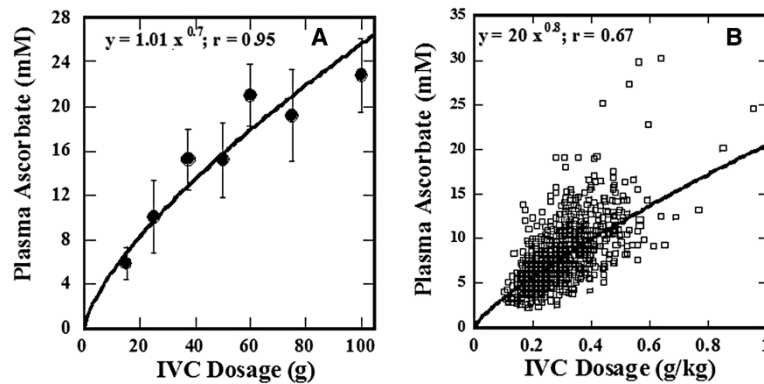 y = 1.01 x^0.7; r = 0.95
A
28
24
20
16
12
8
4
0
Plasma Ascorbate (mM)
0 20 40 60 80 100
IVC Dosage (g)
y = 20 x^0.8; r = 0.67
B
35
30
25
20
15
10
5
0
Plasma Ascorbate (mM)
0 0.2 0.4 0.6 0.8 1
IVC Dosage (g/kg)